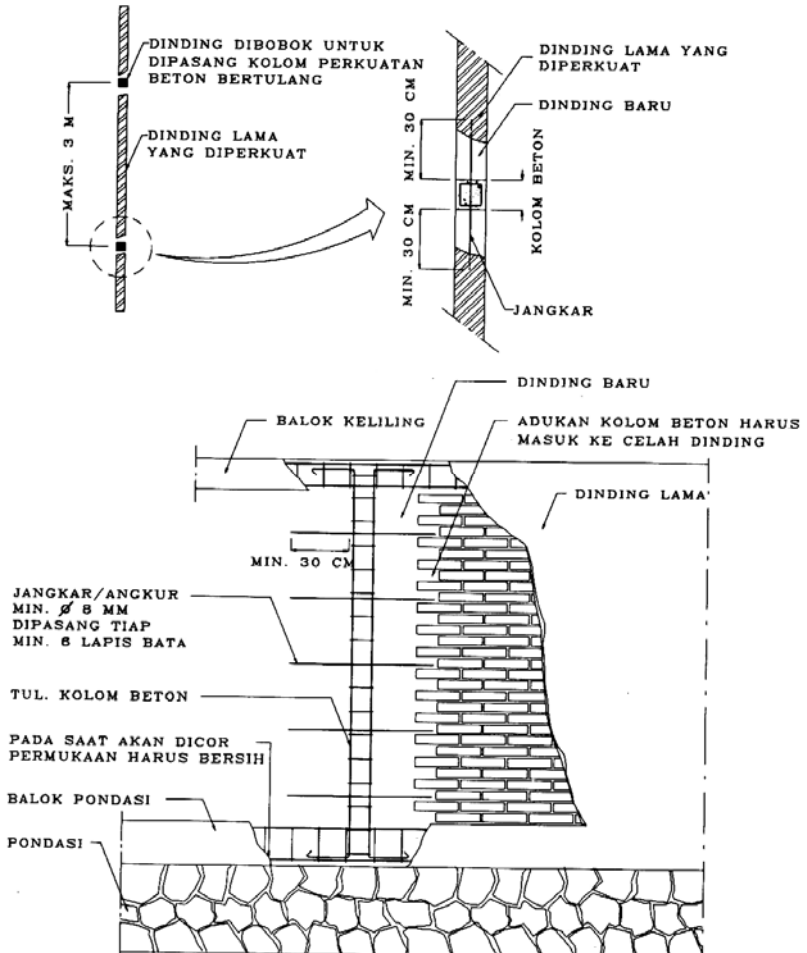 DINDING DIBOBOK UNTUK
DIPASANG KOLOM PERKUATAN
BETON BERTULANG
MAKS. 3 M
DINDING LAMA
YANG DIPERKUAT
DINDING LAMA YANG
DIPERKUAT
DINDING BARU
MIN. 30 CM
KOLOM BETON
MIN. 30 CM
JANGKAR
DINDING BARU
BALOK KELILING
ADUKAN KOLOM BETON HARUS
MASUK KE CELAH DINDING
DINDING LAMA
MIN. 30 CM
JANGKAR/ANGKUR
MIN. Ø 8 MM
DIPASANG TIAP
MIN. 6 LAPIS BATA
TUL. KOLOM BETON
PADA SAAT AKAN DICOR
PERMUKAAN HARUS BERSIH
BALOK PONDASI
PONDASI